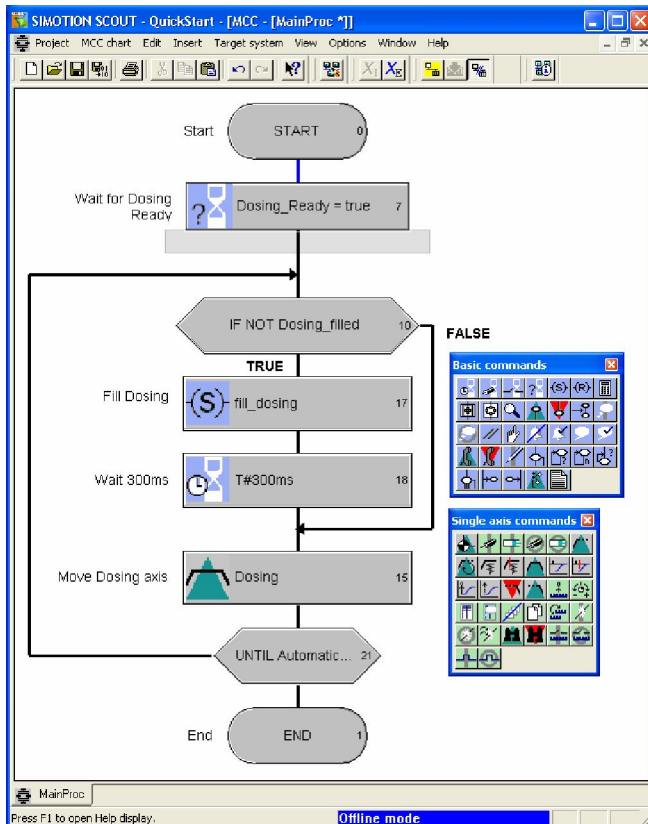 SIMOTION SCOUT - QuickStart - [MCC - [MainProc *]]
Project MCC chart Edit Insert Target system View Options Window Help
Start
START 0
Wait for Dosing
Ready
Dosing_Ready = true 7
IF NOT Dosing_filled 10
FALSE
TRUE
Basic commands
Fill Dosing
(S) fill_dosing 17
Wait 300ms
T#300ms 18
Single axis commands
Move Dosing axis
Dosing 15
UNTIL Automatic... 21
End
END 1
MainProc
Press F1 to open Help display.
Offline mode